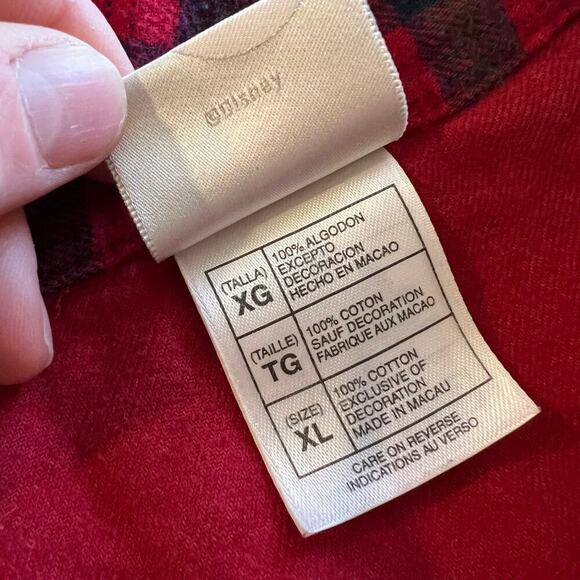 ©Disney
(TALLA)
XG
100% ALGODON
EXCEPTO
DECORACION
HECHO EN MACAO
(TAILLE)
TG
100% COTON
SAUF DECORATION
FABRIQUE AUX MACAO
(SIZE)
XL
100% COTTON
EXCLUSIVE OF
DECORATION
MADE IN MACAU
CARE ON REVERSE
INDICATIONS AU VERSO